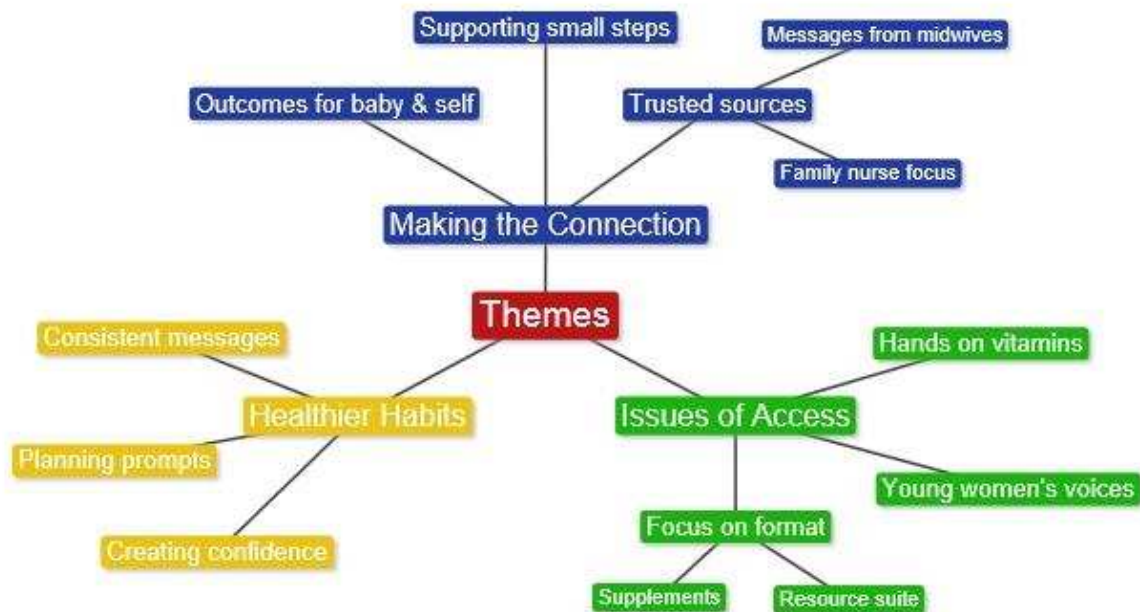 Supporting small steps
Messages from midwives
Outcomes for baby & self
Trusted sources
Family nurse focus
Making the Connection
Themes
Consistent messages
Hands on vitamins
Healthier Habits
Issues of Access
Planning prompts
Young women's voices
Focus on format
Creating confidence
Supplements
Resource suite